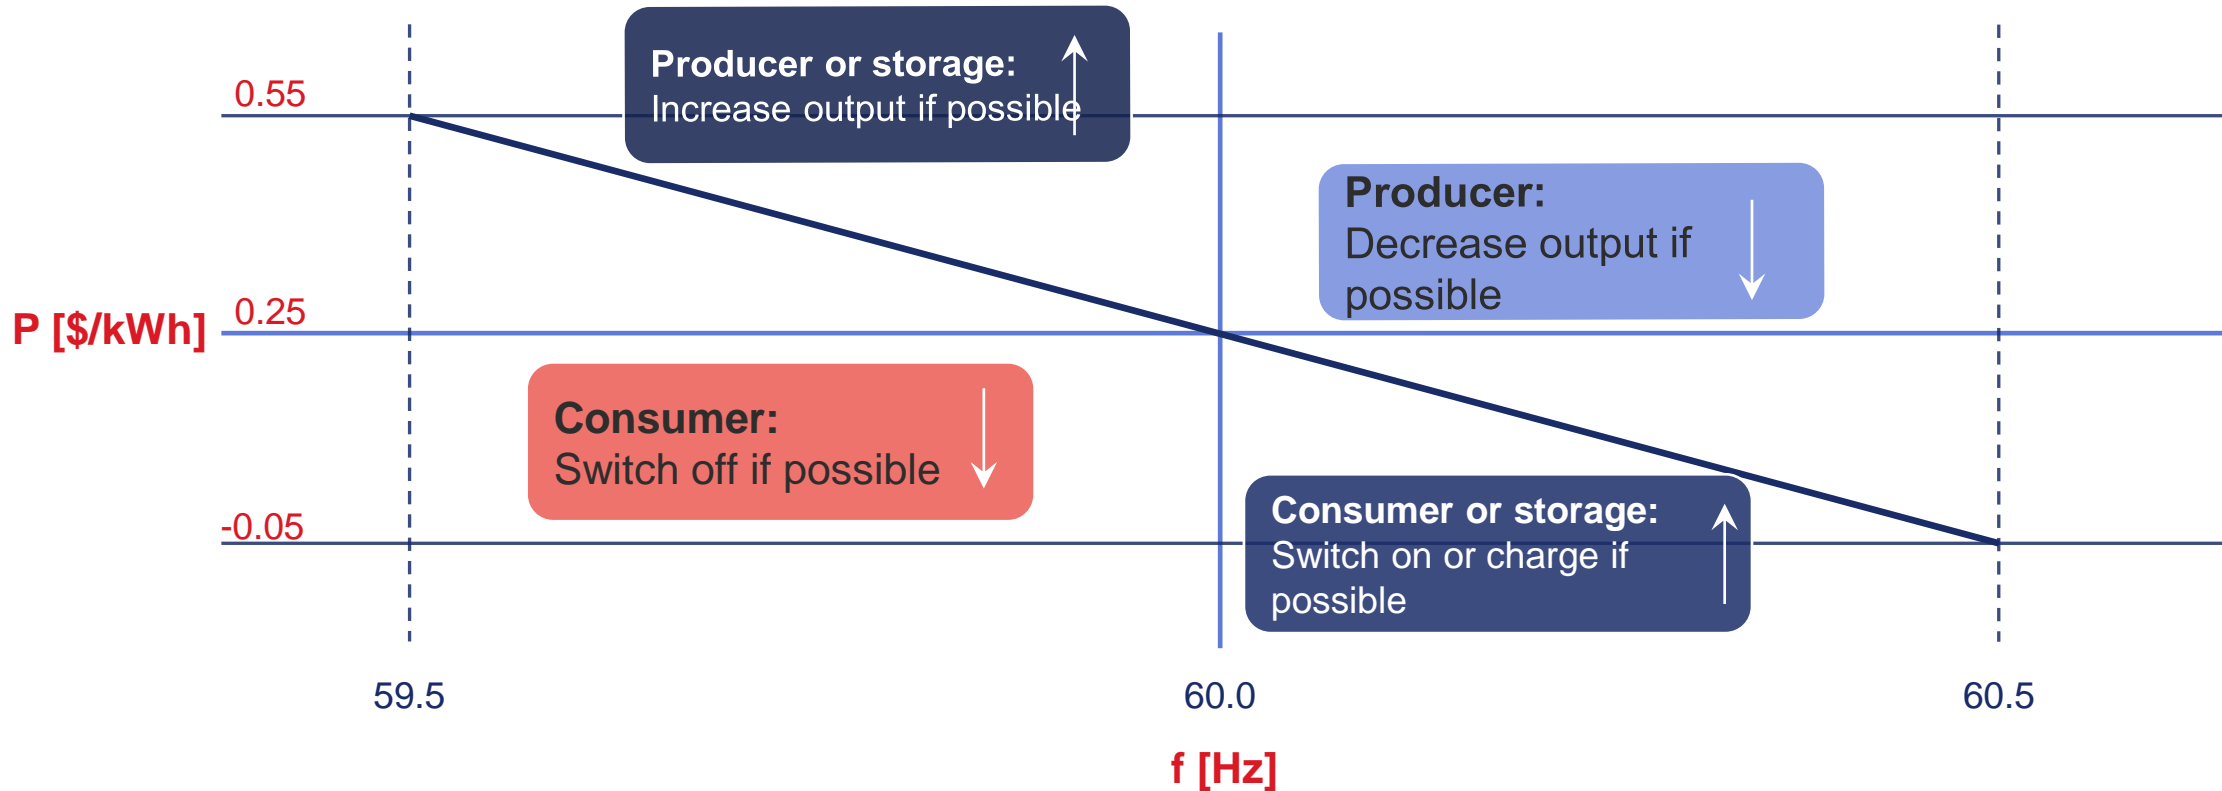 Producer or storage:
Increase output if possible
0.55
Producer:
Decrease output if
possible
0.25
P [$/kWh]
Consumer:
Switch off if possible
-0.05
Consumer or storage:
Switch on or charge if
possible
59.5
60.0
60.5
f [Hz]